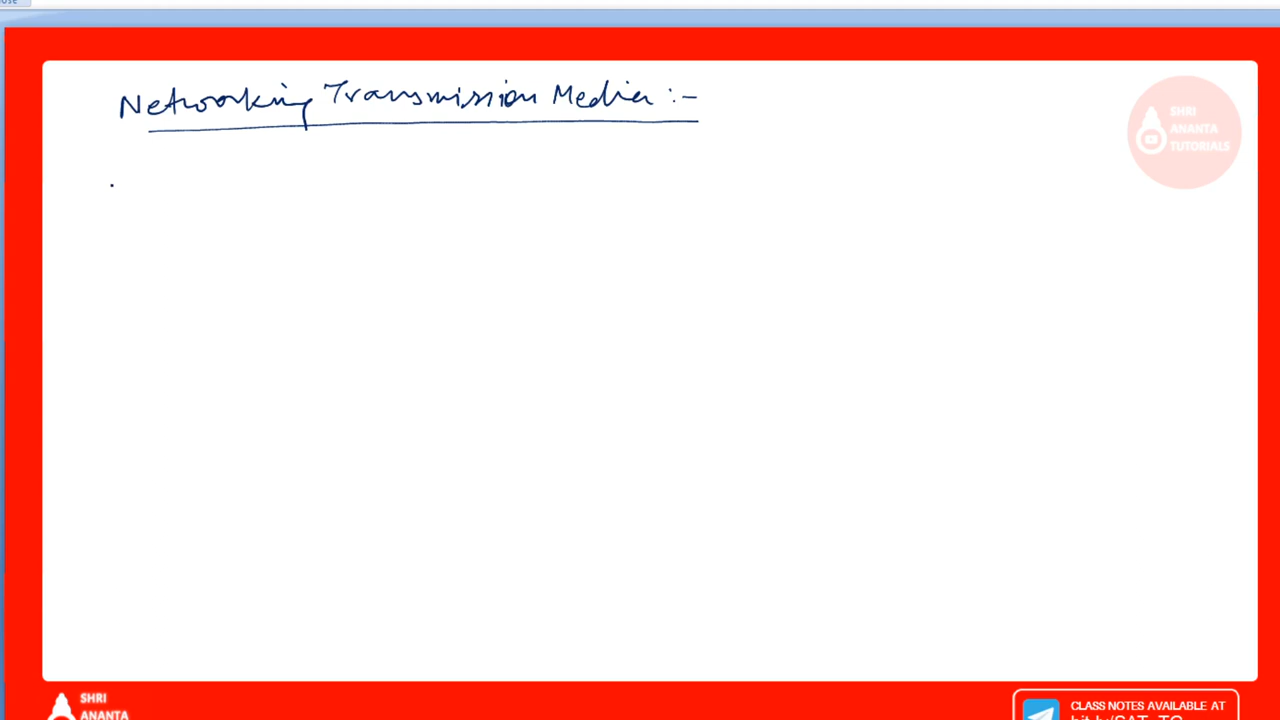 Networking Transmission Media :-
SHRI
ANANTA
TUTORIALS
SHRI
ANANTA
CLASS NOTES AVAILABLE AT